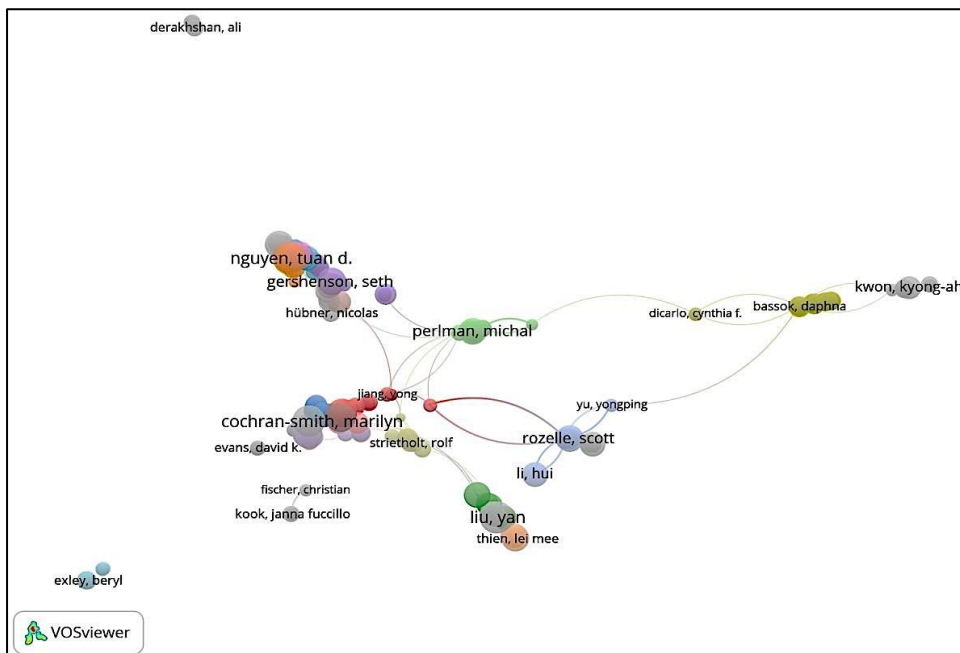 derakhshan, ali
nguyen, tuan d.
gershenson, seth
kwon, kyong-ah
bassok, daphna
hübner, nicolas
dicarlo, cynthia f.
perlman, michal
jiang, yong
yu, yongping
cochran-smith, marilyn
rozelle, scott
strietholt, rolf
evans, david k.
li, hui
fischer, christian
kook, janna fuccillo
liu, yan
thien, lei mee
exley, beryl
VOSviewer